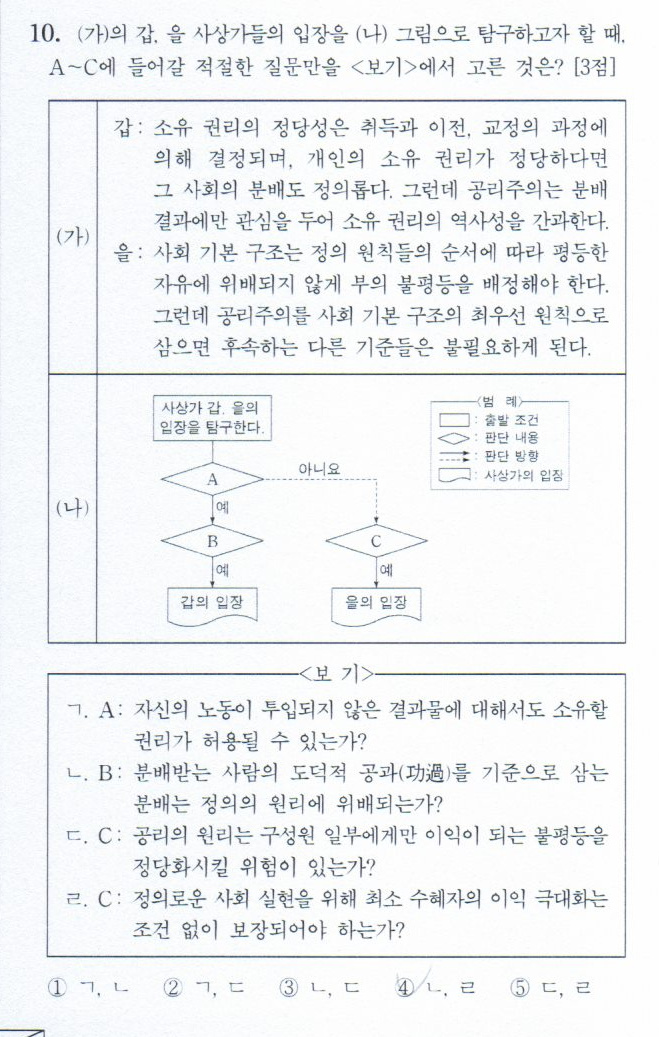 10. (가)의 갑, 을 사상가들의 입장을 (나) 그림으로 탐구하고자 할 때,
A~C에 들어갈 적절한 질문만을 <보기>에서 고른 것은? [3점]
(가)
갑: 소유 권리의 정당성은 취득과 이전, 교정의 과정에
의해 결정되며, 개인의 소유 권리가 정당하다면
그 사회의 분배도 정의롭다. 그런데 공리주의는 분배
결과에만 관심을 두어 소유 권리의 역사성을 간과한다.
을: 사회 기본 구조는 정의 원칙들의 순서에 따라 평등한
자유에 위배되지 않게 부의 불평등을 배정해야 한다.
그런데 공리주의를 사회 기본 구조의 최우선 원칙으로
삼으면 후속하는 다른 기준들은 불필요하게 된다.
(나)
사상가 갑, 을의
입장을 탐구한다.
<범 례>
: 출발 조건
: 판단 내용
: 판단 방향
: 사상가의 입장
A
아니요
예
B
C
예
예
갑의 입장
을의 입장
<보 기>
ㄱ. A: 자신의 노동이 투입되지 않은 결과물에 대해서도 소유할
권리가 허용될 수 있는가?
ㄴ. B: 분배받는 사람의 도덕적 공과(功過)를 기준으로 삼는
분배는 정의의 원리에 위배되는가?
ㄷ. C: 공리의 원리는 구성원 일부에게만 이익이 되는 불평등을
정당화시킬 위험이 있는가?
ㄹ. C: 정의로운 사회 실현을 위해 최소 수혜자의 이익 극대화는
조건 없이 보장되어야 하는가?
① ㄱ, ㄴ ② ㄱ, ㄷ ③ ㄴ, ㄷ ④ ㄴ, ㄹ ⑤ ㄷ, ㄹ